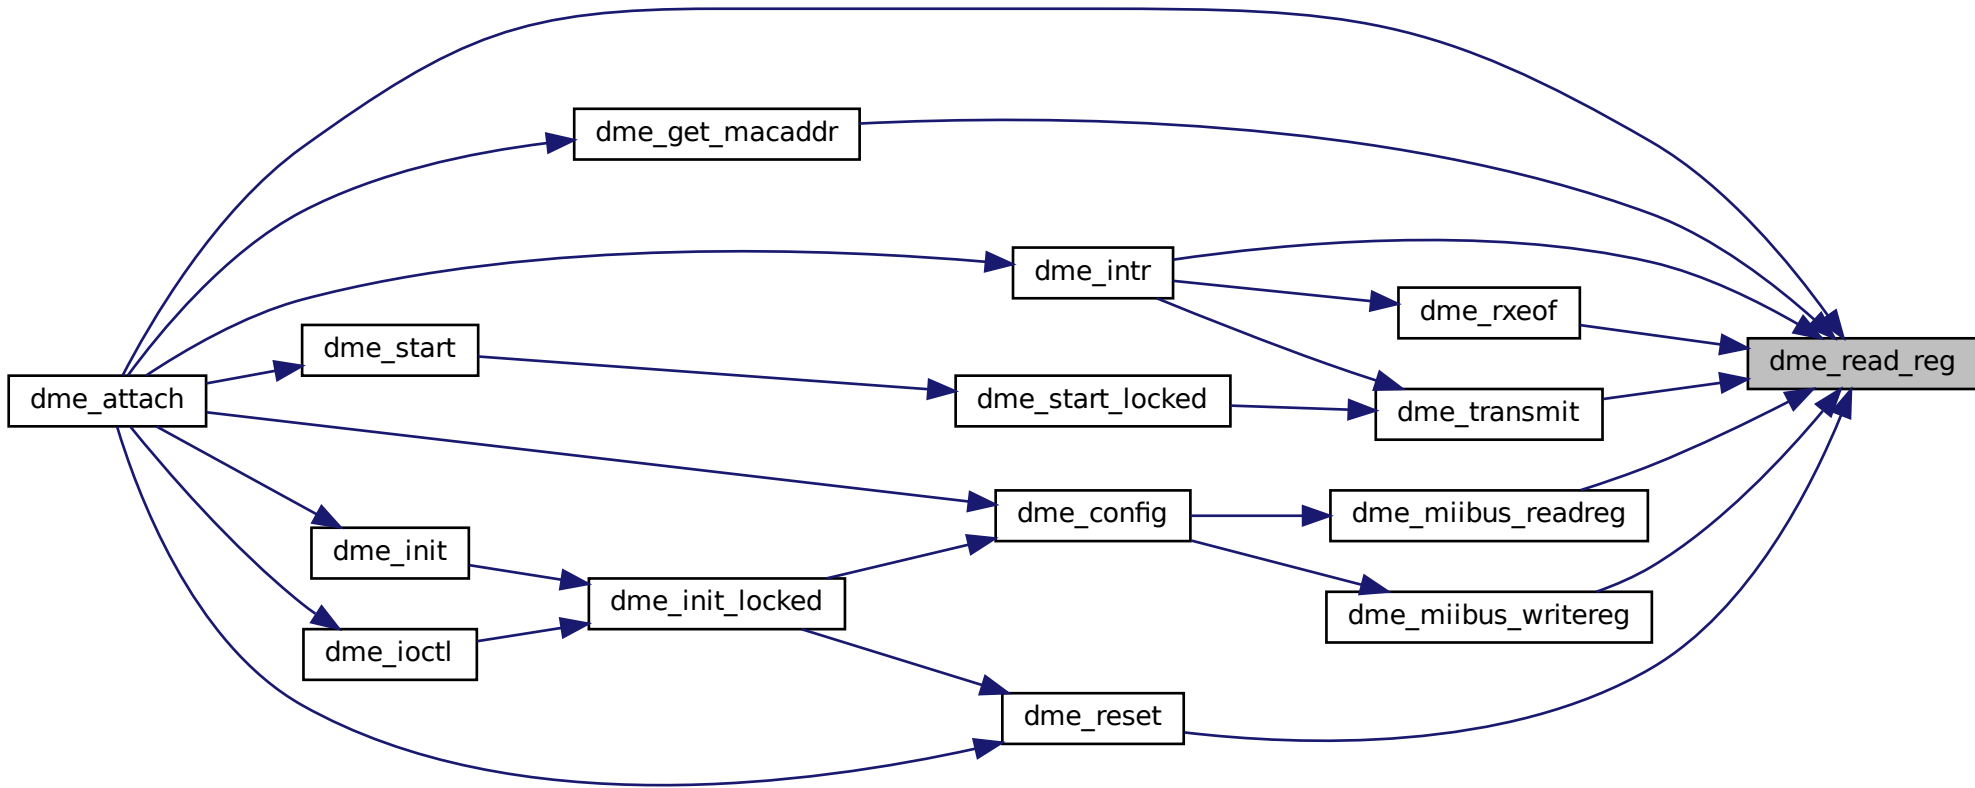 dme_get_macaddr
dme_intr
dme_rxeof
dme_start
dme_read_reg
dme_attach
dme_start_locked
dme_transmit
dme_config
dme_miibus_readreg
dme_init
dme_init_locked
dme_miibus_writereg
dme_ioctl
dme_reset